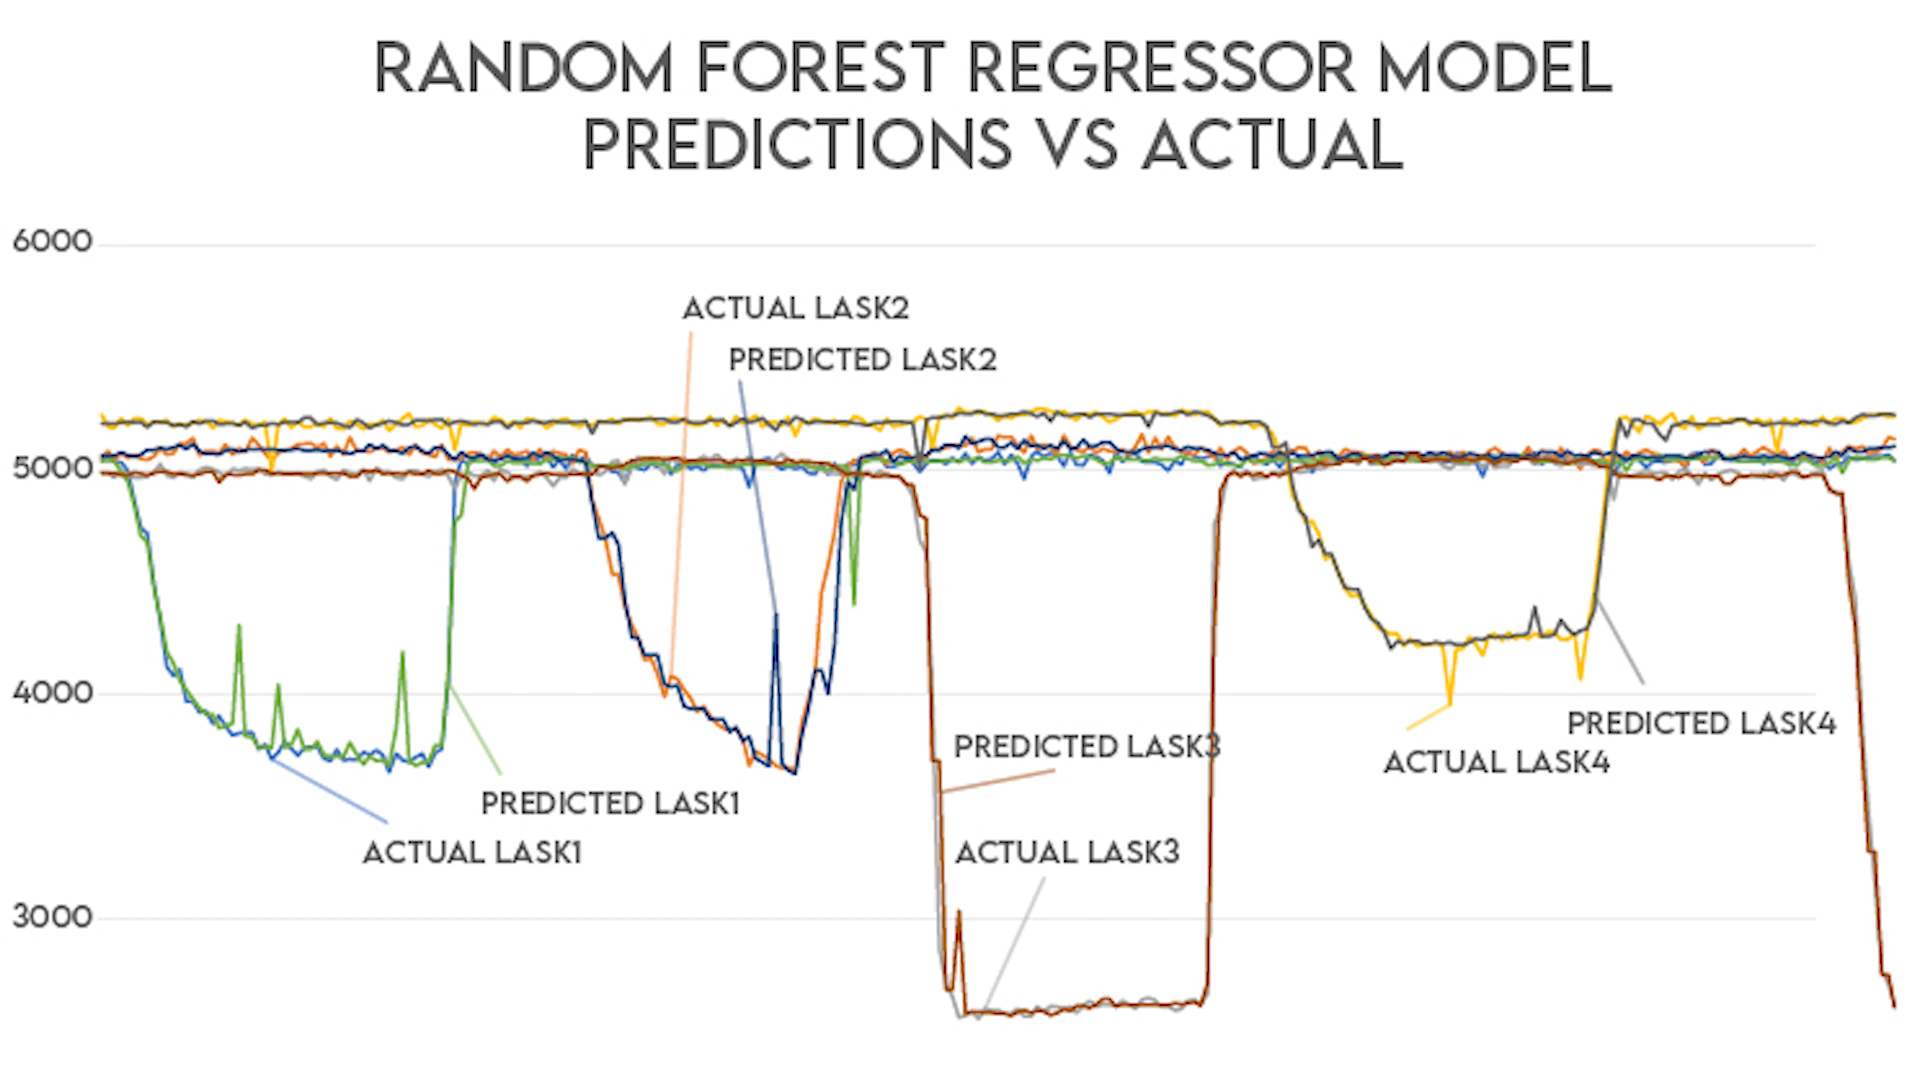 RANDOM FOREST REGRESSOR MODEL
PREDICTIONS VS ACTUAL
6000
ACTUAL LASK2
PREDICTED LASK2
5000
4000
PREDICTED LASK4
PREDICTED LASK3
ACTUAL LASK4
PREDICTED LASK1
ACTUAL LASK1
ACTUAL LASK3
3000